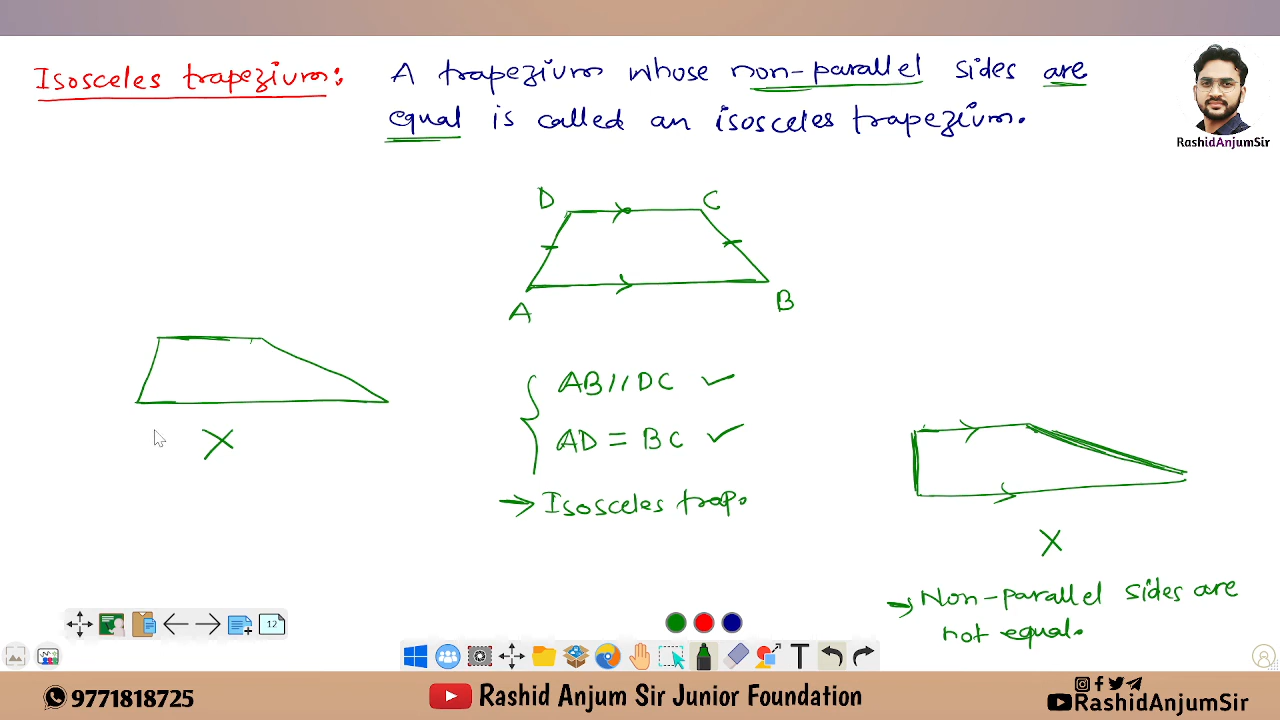 Isosceles trapezium: A trapezium whose non-parallel sides are
equal is called an isosceles trapezium.
RashidAnjumSir
D C
A B
AB//DC ✓
AD = BC ✓
→ Isosceles trap.
X
X
→ Non-parallel sides are
not equal.
12
T
9771818725
Rashid Anjum Sir Junior Foundation
RashidAnjumSir